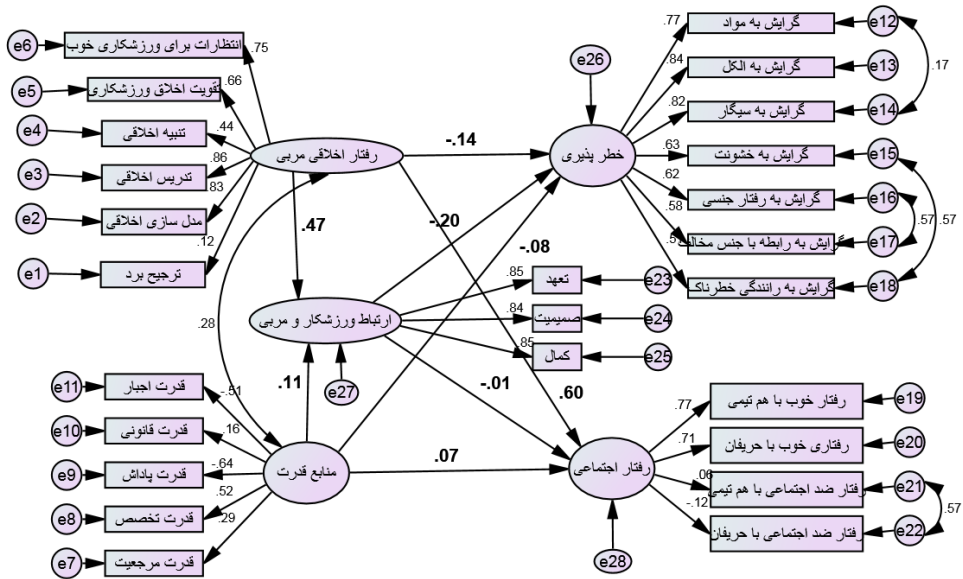 e6
انتظارات برای ورزشکاری خوب
.75
e5
تقویت اخلاق ورزشکاری
.66
e4
تنبیه اخلاقی
.44
e3
تدریس اخلاقی
.86
e2
مدل سازی اخلاقی
.83
e1
ترجیح برد
.12
رفتار اخلاقی مربی
-.14
.47
.28
ارتباط ورزشکار و مربی
e27
.11
-.20
-.08
-.01
.60
.07
e11
قدرت اجبار
-.51
e10
قدرت قانونی
.16
e9
قدرت پاداش
-.64
e8
قدرت تخصص
.52
e7
قدرت مرجعیت
.29
منابع قدرت
e26
خطر پذیری
.77
گرایش به مواد
e12
.84
گرایش به الکل
e13
.17
.82
گرایش به سیگار
e14
.63
گرایش به خشونت
e15
.62
گرایش به رفتار جنسی
e16
.58
گرایش به رابطه با جنس مخالف
e17
.57
.57
گرایش به رانندگی خطرناک
e18
.85
تعهد
e23
.84
صمیمیت
e24
.85
کمال
e25
رفتار اجتماعی
e28
.77
رفتار خوب با هم تیمی
e19
.71
رفتاری خوب با حریفان
e20
.06
رفتار ضد اجتماعی با هم تیمی
e21
-.12
رفتار ضد اجتماعی با حریفان
e22
.57